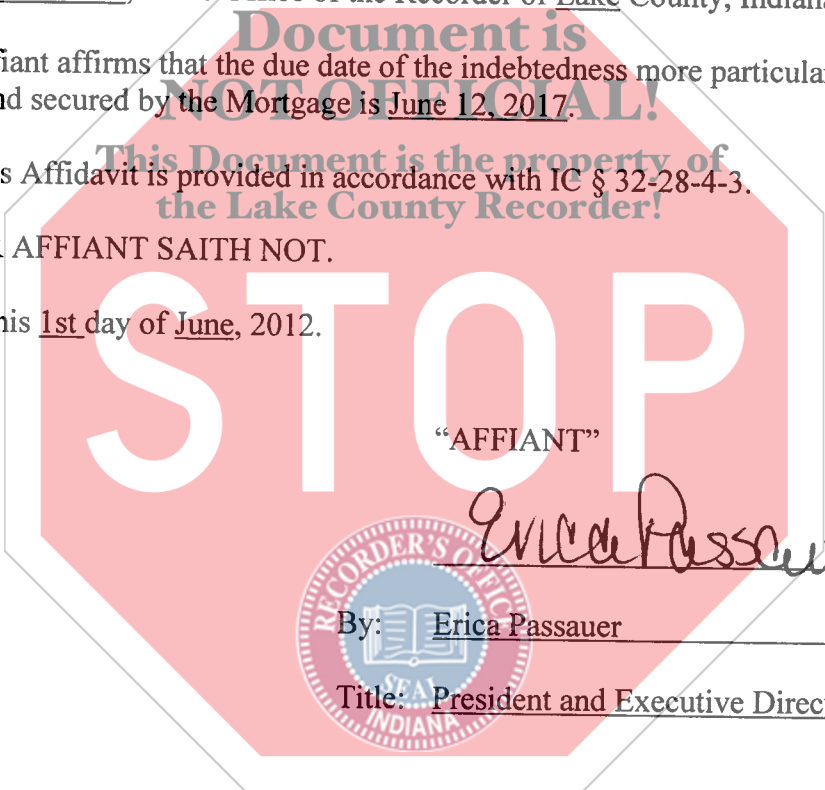 Office of the Recorder of Lake County, Indiana
Document is
fiant affirms that the due date of the indebtedness more particular
NOT OFFICIAL!
nd secured by the Mortgage is June 12, 2017.
This Document is the property of
s Affidavit is provided in accordance with IC § 32-28-4-3.
the Lake County Recorder!
AFFIANT SAITH NOT.
his 1st day of June, 2012.
STOP
“AFFIANT”
Erica Passau
RECORDER'S OFFICE
By: Erica Passauer
SEAL
Title: President and Executive Direc
INDIANA